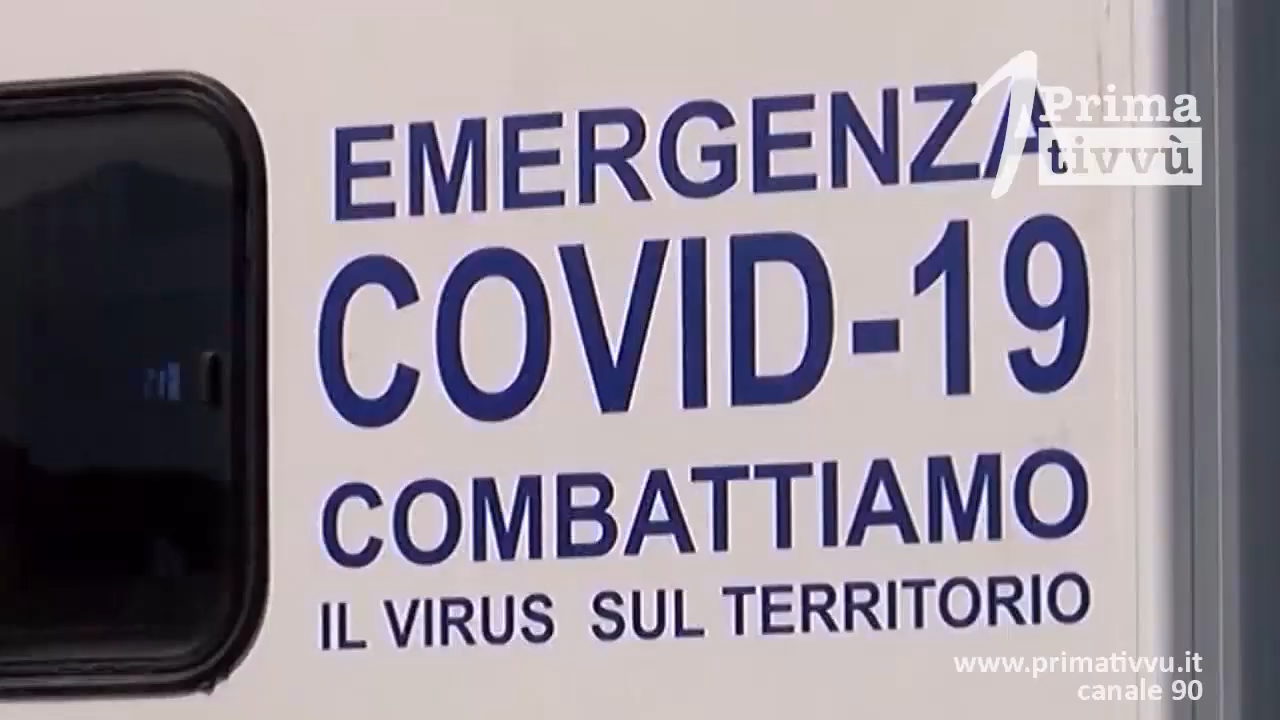 EMERGENZA
Prima
tivvù
COVID-19
COMBATTIAMO
IL VIRUS SUL TERRITORIO
www.primativvu.it
canale 90